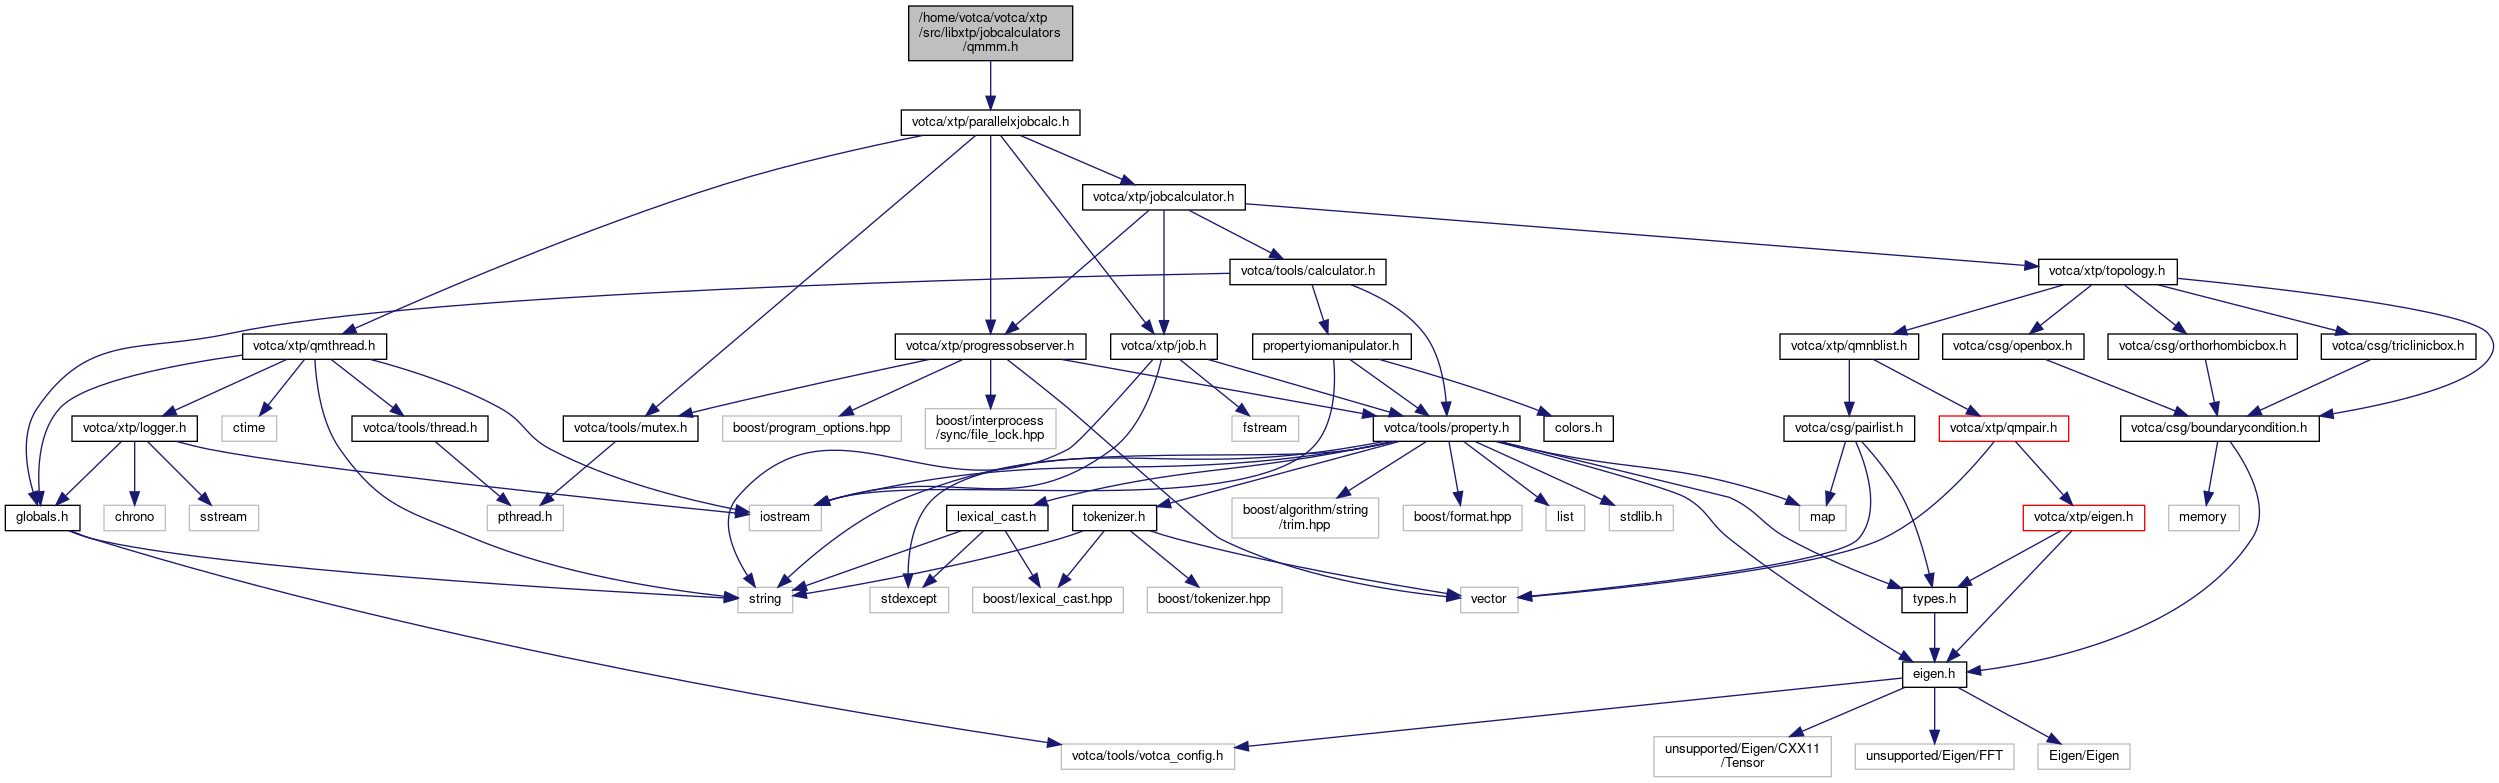 /home/votca/votca/xtp
/src/libxtp/jobcalculators
/qmmm.h
votca/xtp/parallelxjobcalc.h
votca/xtp/jobcalculator.h
votca/tools/calculator.h
votca/xtp/topology.h
votca/xtp/qmthread.h
votca/xtp/progressobserver.h
votca/xtp/job.h
propertyiomanipulator.h
votca/xtp/qmnblist.h
votca/csg/openbox.h
votca/csg/orthorhombicbox.h
votca/csg/triclinicbox.h
votca/xtp/logger.h
ctime
votca/tools/thread.h
votca/tools/mutex.h
boost/program_options.hpp
boost/interprocess
/sync/file_lock.hpp
fstream
votca/tools/property.h
colors.h
votca/csg/pairlist.h
votca/xtp/qmpair.h
votca/csg/boundarycondition.h
globals.h
chrono
sstream
pthread.h
iostream
lexical_cast.h
tokenizer.h
boost/algorithm/string
/trim.hpp
boost/format.hpp
list
stdlib.h
map
votca/xtp/eigen.h
memory
string
stdexcept
boost/lexical_cast.hpp
boost/tokenizer.hpp
vector
types.h
eigen.h
votca/tools/votca_config.h
unsupported/Eigen/CXX11
/Tensor
unsupported/Eigen/FFT
Eigen/Eigen